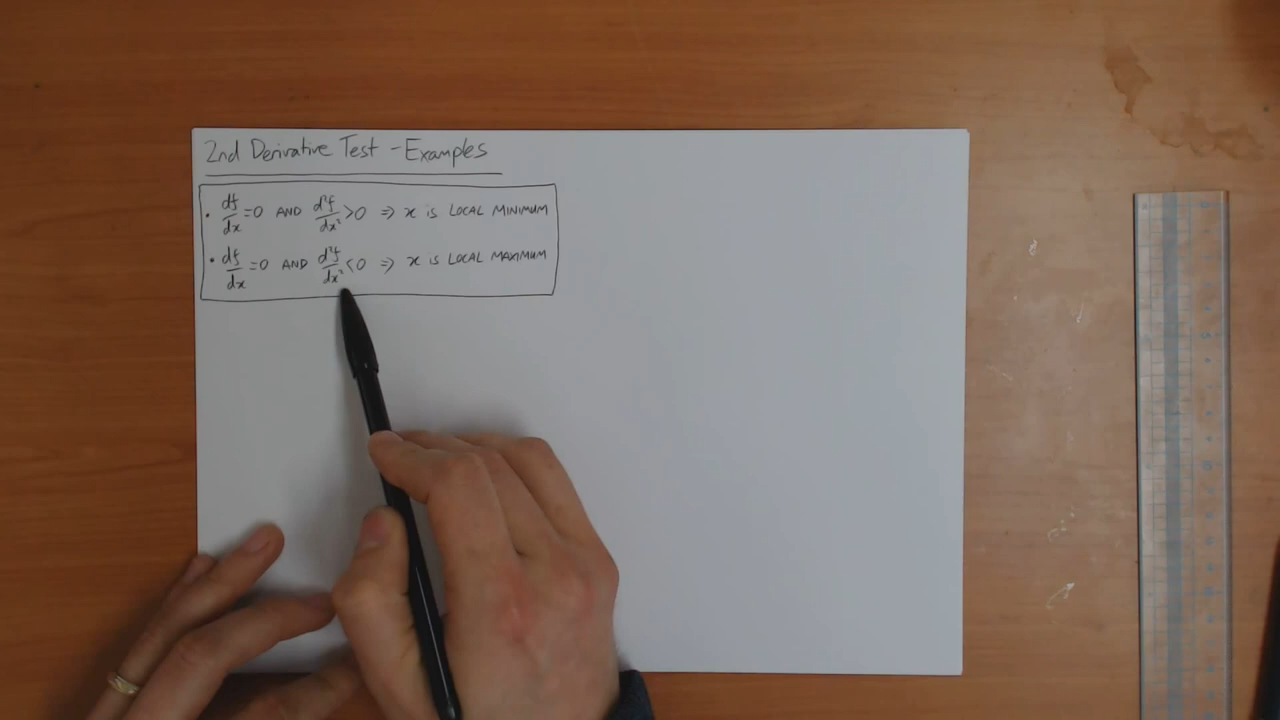 2nd Derivative Test - Examples
• df/dx = 0 AND d²f/dx² > 0 ⇒ x IS LOCAL MINIMUM
• df/dx = 0 AND d²f/dx² < 0 ⇒ x IS LOCAL MAXIMUM